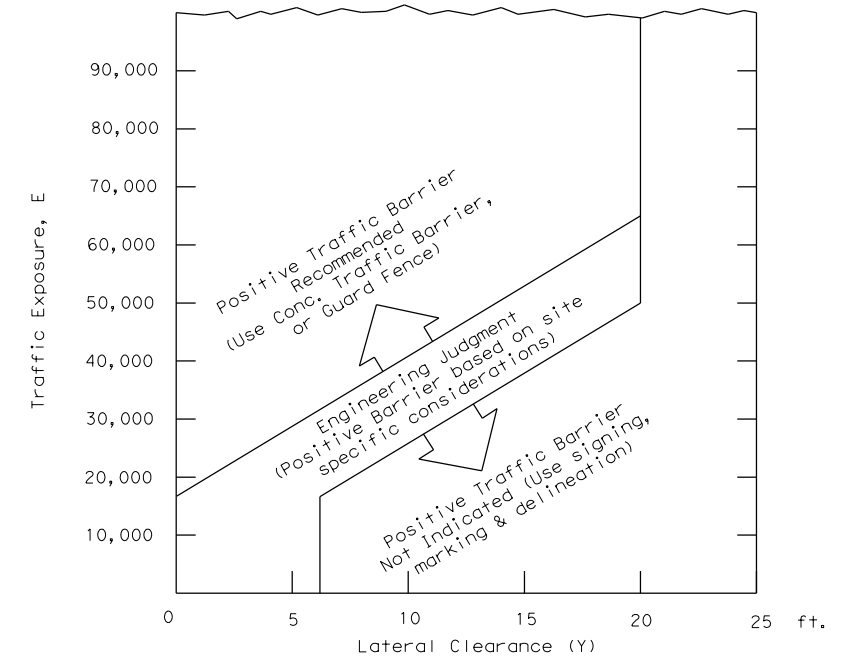 90,000
80,000
70,000
60,000
50,000
40,000
30,000
20,000
10,000
Traffic Exposure, E
Positive Traffic Barrier
Recommended
(Use Conc. Traffic Barrier,
or Guard Fence)
Engineering Judgment
(Positive Barrier based on site
specific considerations)
Positive Traffic Barrier
Not Indicated (Use signing,
marking & delineation)
0 5 10 15 20 25 ft.
Lateral Clearance (Y)